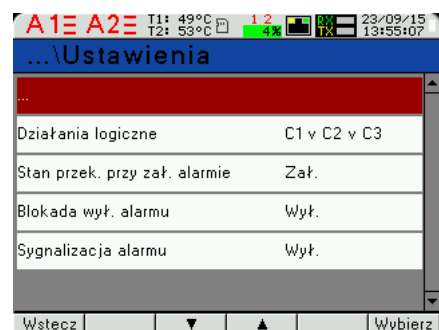 A1 A2 T1: 49°C T2: 53°C 1 2 4% RX TX 23/09/15 13:55:07
...\Ustawienia
...
Działania logiczne C1 v C2 v C3
Stan przek. przy zał. alarmie Zał.
Blokada wył. alarmu Wył.
Sygnalizacja alarmu Wył.
Wstecz ▼ ▲ Wybierz